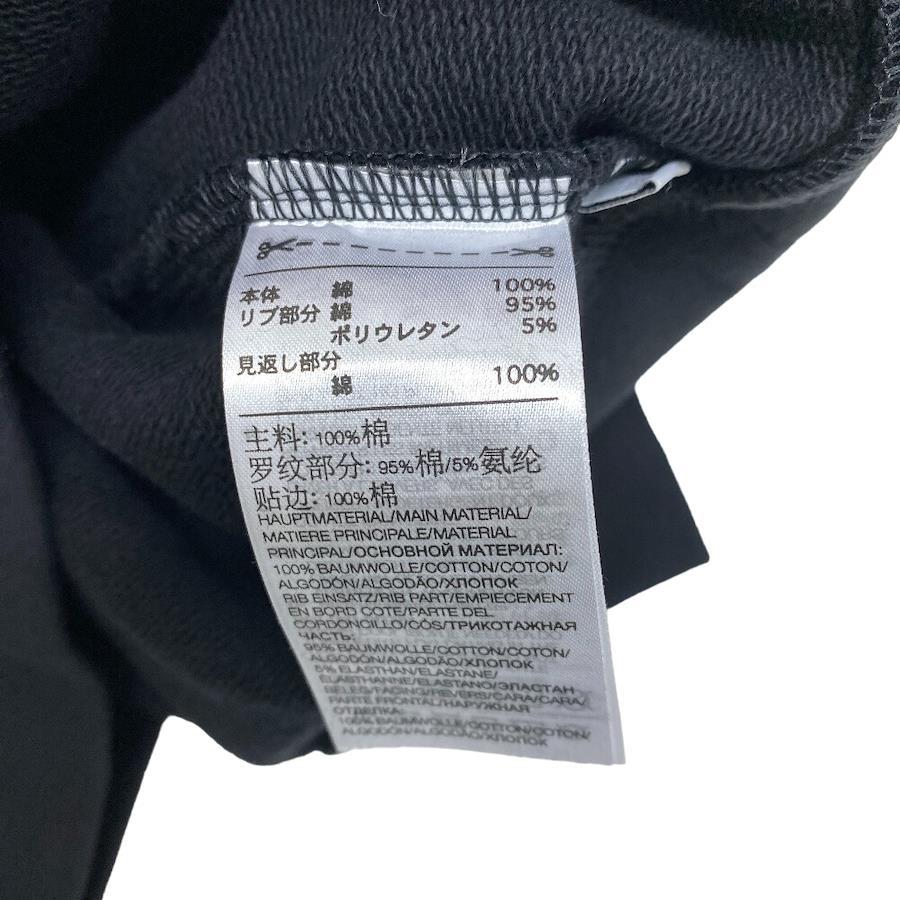 本体 綿 100%
リブ部分 綿 95%
ポリウレタン 5%
見返し部分
綿 100%
主料: 100%棉
罗纹部分: 95%棉/5%氨纶
贴边: 100%棉
HAUPTMATERIAL/MAIN MATERIAL/
MATIERE PRINCIPALE/MATERIAL
PRINCIPAL/ОСНОВНОЙ МАТЕРИАЛ:
100% BAUMWOLLE/COTTON/COTON/
ALGODÓN/ALGODÃO/ХЛОПОК
RIB EINSATZ/RIB PART/EMPIECEMENT
EN BORD COTE/PARTE DEL
CORDONCILLO/CÓS/ТРИКОТАЖНАЯ
ЧАСТЬ:
95% BAUMWOLLE/COTTON/COTON/
ALGODÓN/ALGODÃO/ХЛОПОК
5% ELASTHAN/ELASTANE/
ÉLASTHANNE/ELASTANO/ЭЛАСТАН
BELEG/FACING/REVERS/CARA/CARA/
PARTE FRONTAL/НАРУЖНАЯ
ОТДЕЛКА:
100% BAUMWOLLE/COTTON/COTON/
ALGODÓN/ALGODÃO/ХЛОПОК